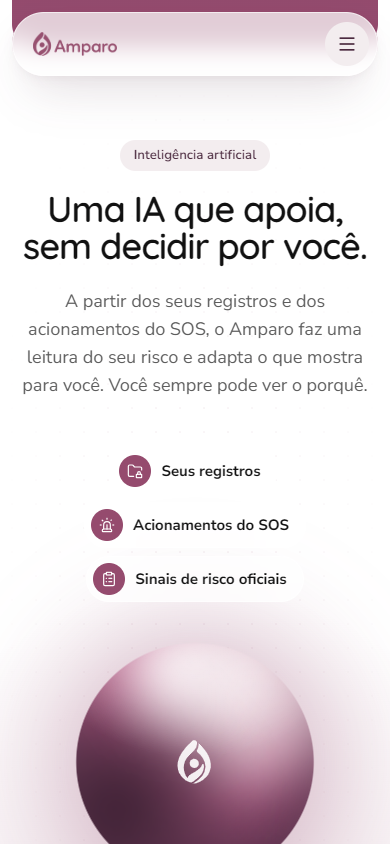 Amparo
Inteligência artificial
Uma IA que apoia,
sem decidir por você.
A partir dos seus registros e dos
acionamentos do SOS, o Amparo faz uma
leitura do seu risco e adapta o que mostra
para você. Você sempre pode ver o porquê.
Seus registros
Acionamentos do SOS
Sinais de risco oficiais